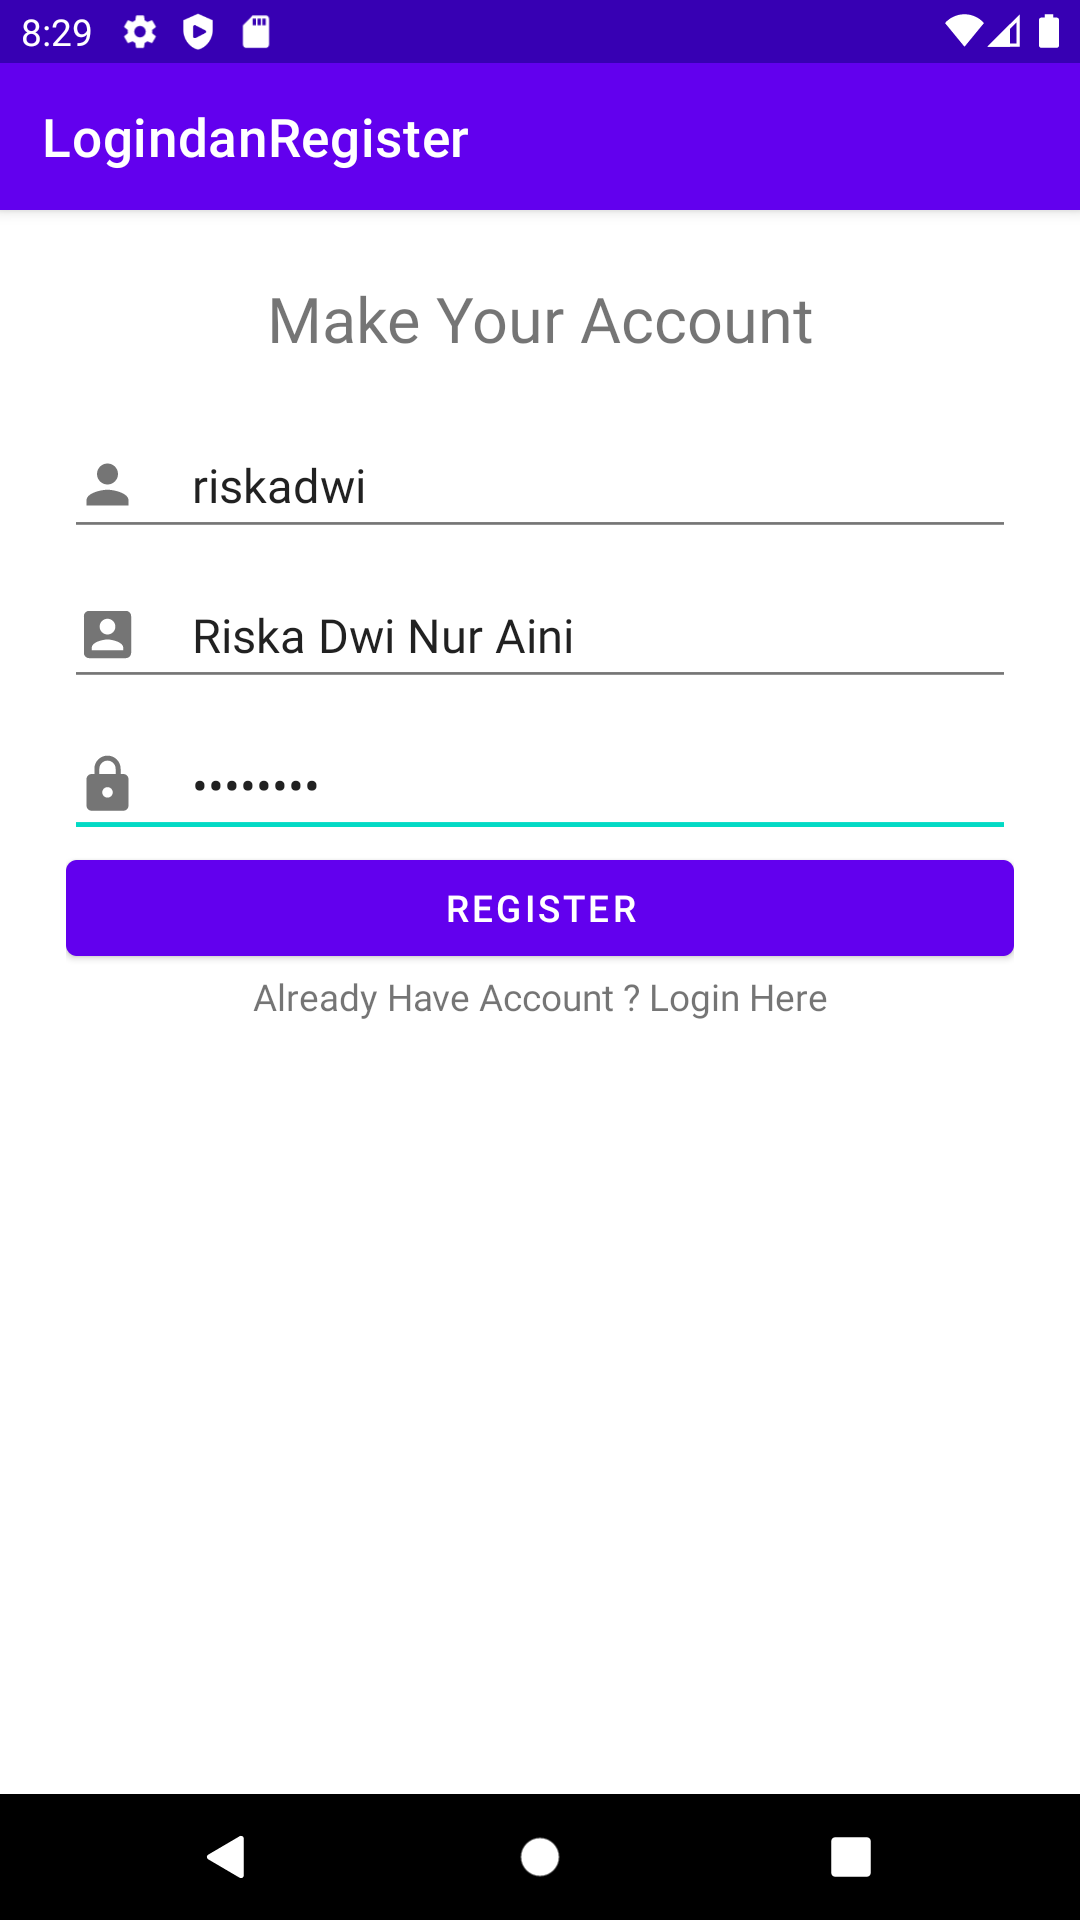 8:29
LogindanRegister
Make Your Account
riskadwi
Riska Dwi Nur Aini
••••••••
REGISTER
Already Have Account ? Login Here